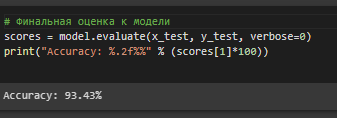 # Финальная оценка к модели
scores = model.evaluate(x_test, y_test, verbose=0)
print("Accuracy: %.2f%%" % (scores[1]*100))
Accuracy: 93.43%